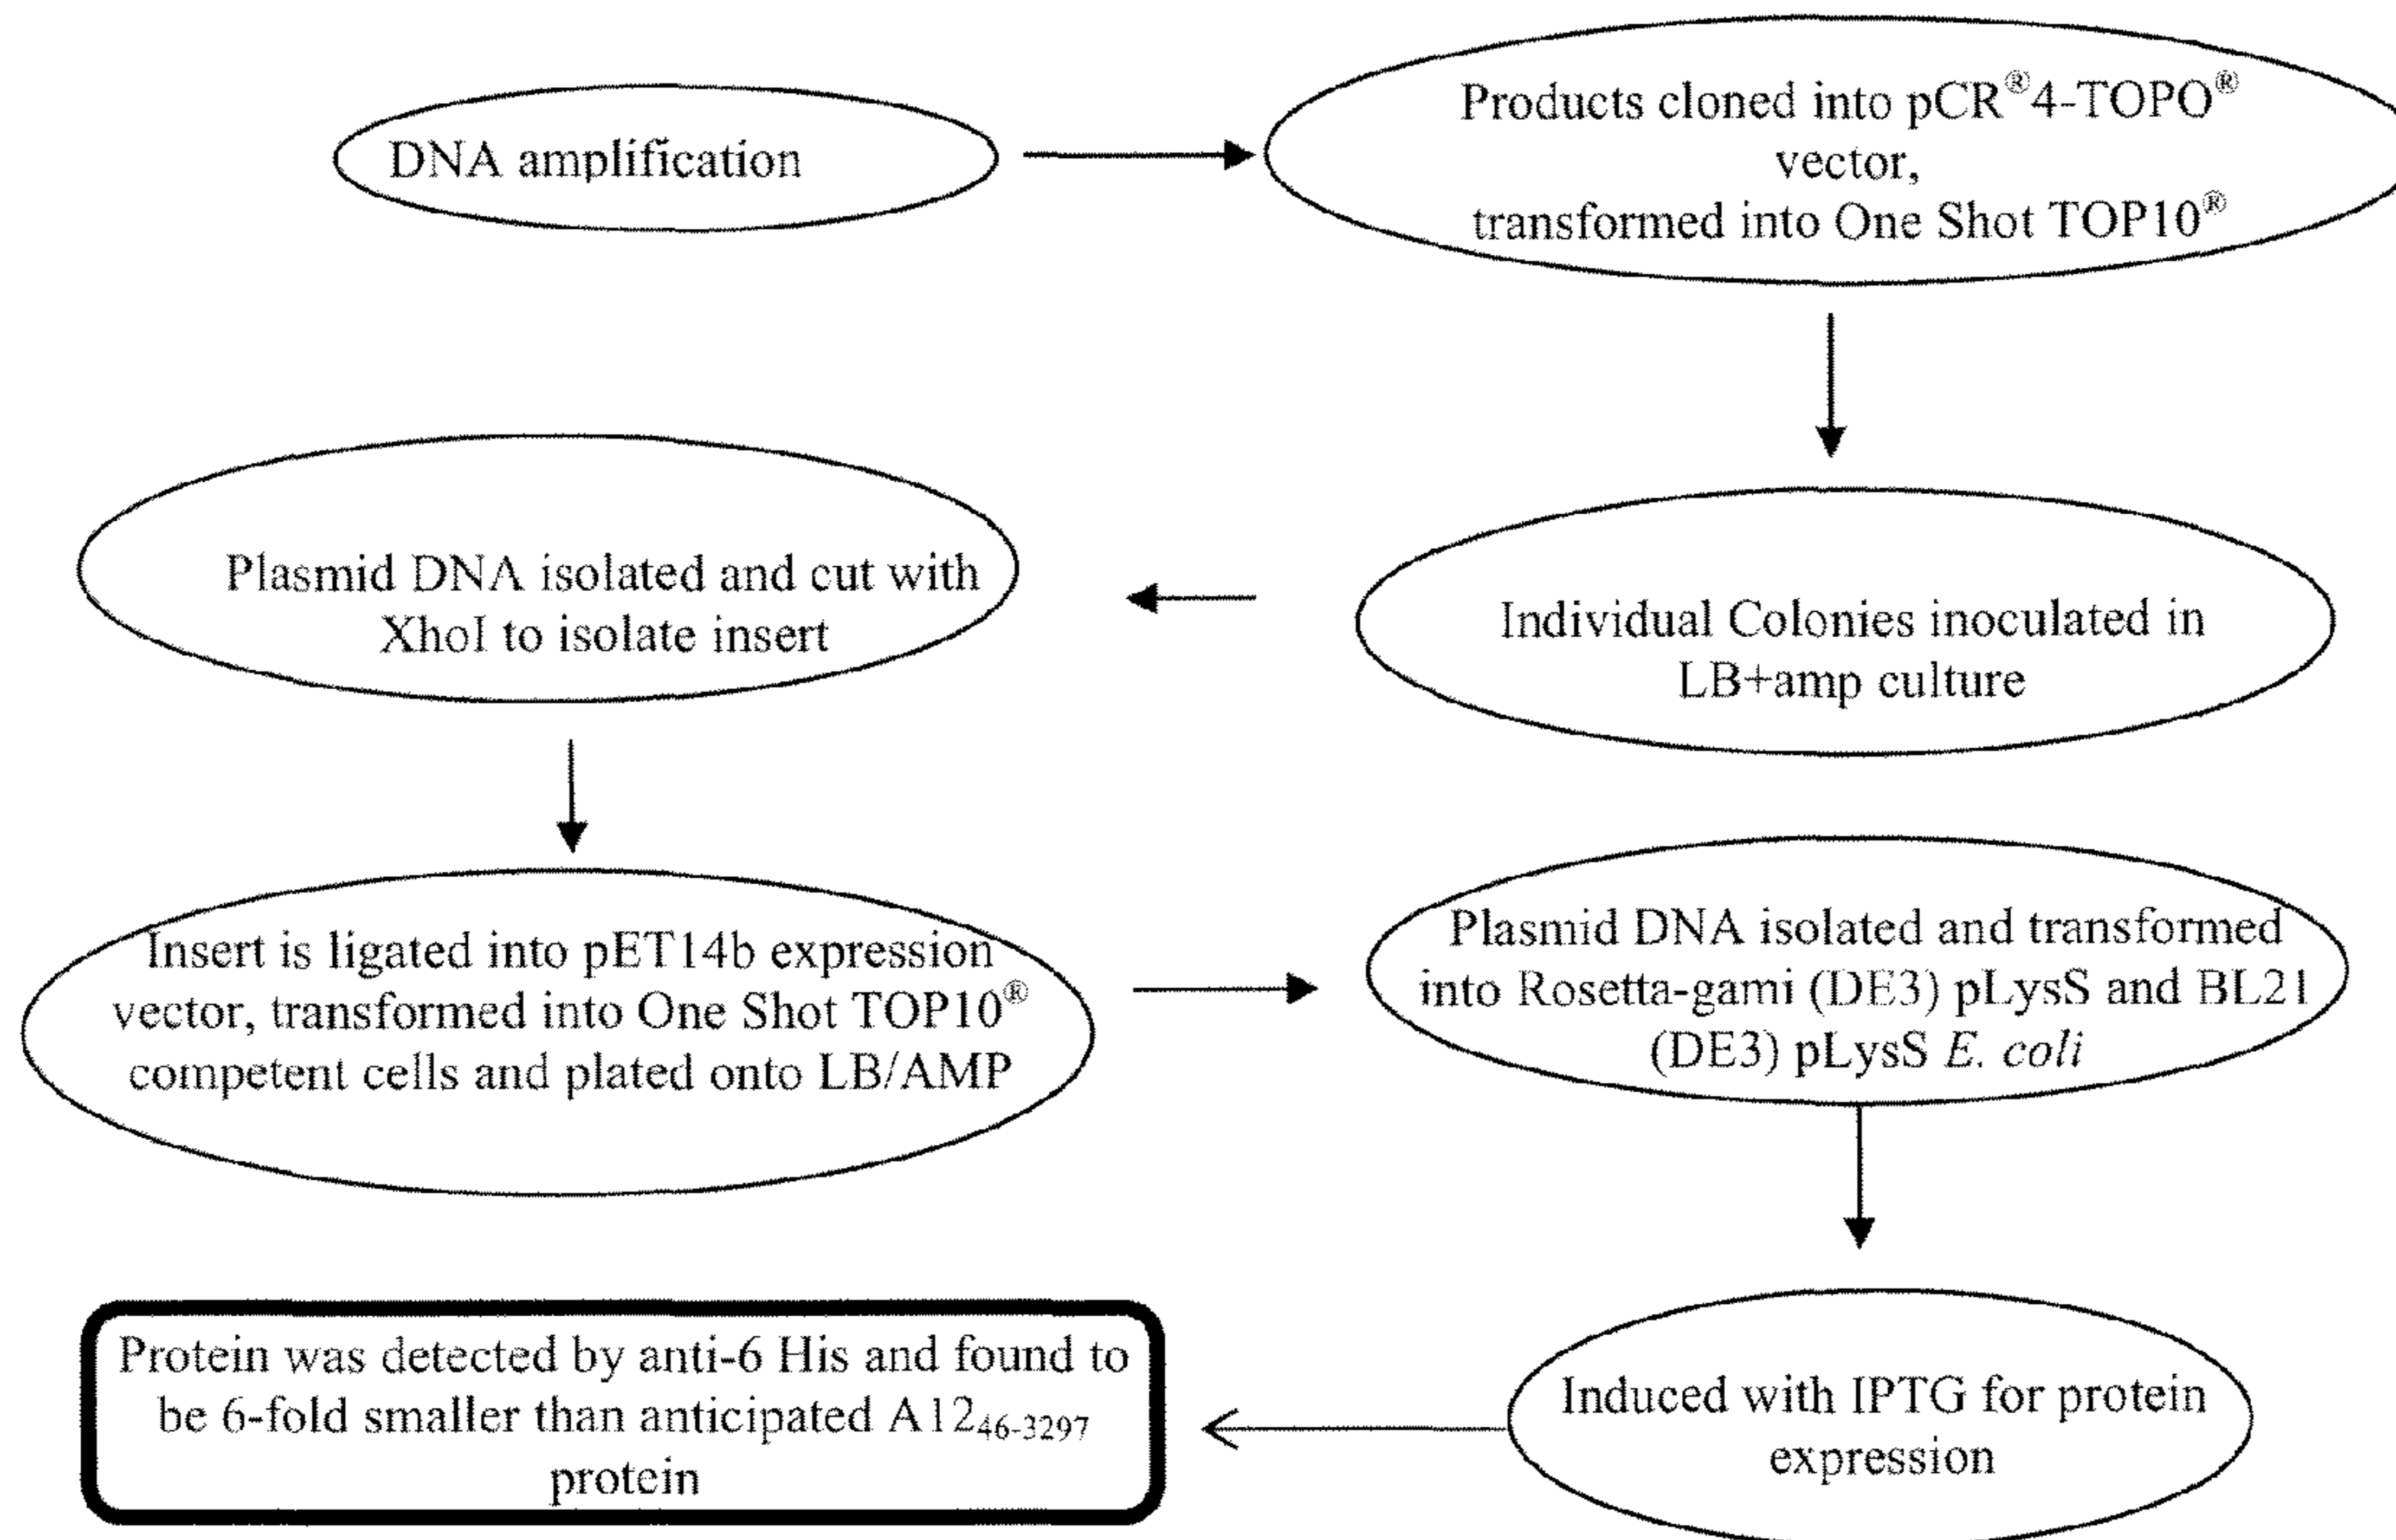 DNA amplification
Products cloned into pCR®4-TOPO®
vector,
transformed into One Shot TOP10®
Individual Colonies inoculated in
LB+amp culture
Plasmid DNA isolated and cut with
XhoI to isolate insert
Insert is ligated into pET14b expression
vector, transformed into One Shot TOP10®
competent cells and plated onto LB/AMP
Plasmid DNA isolated and transformed
into Rosetta-gami (DE3) pLysS and BL21
(DE3) pLysS E. coli
Induced with IPTG for protein
expression
Protein was detected by anti-6 His and found to
be 6-fold smaller than anticipated A12₄₆₋₃₂₉₇
protein